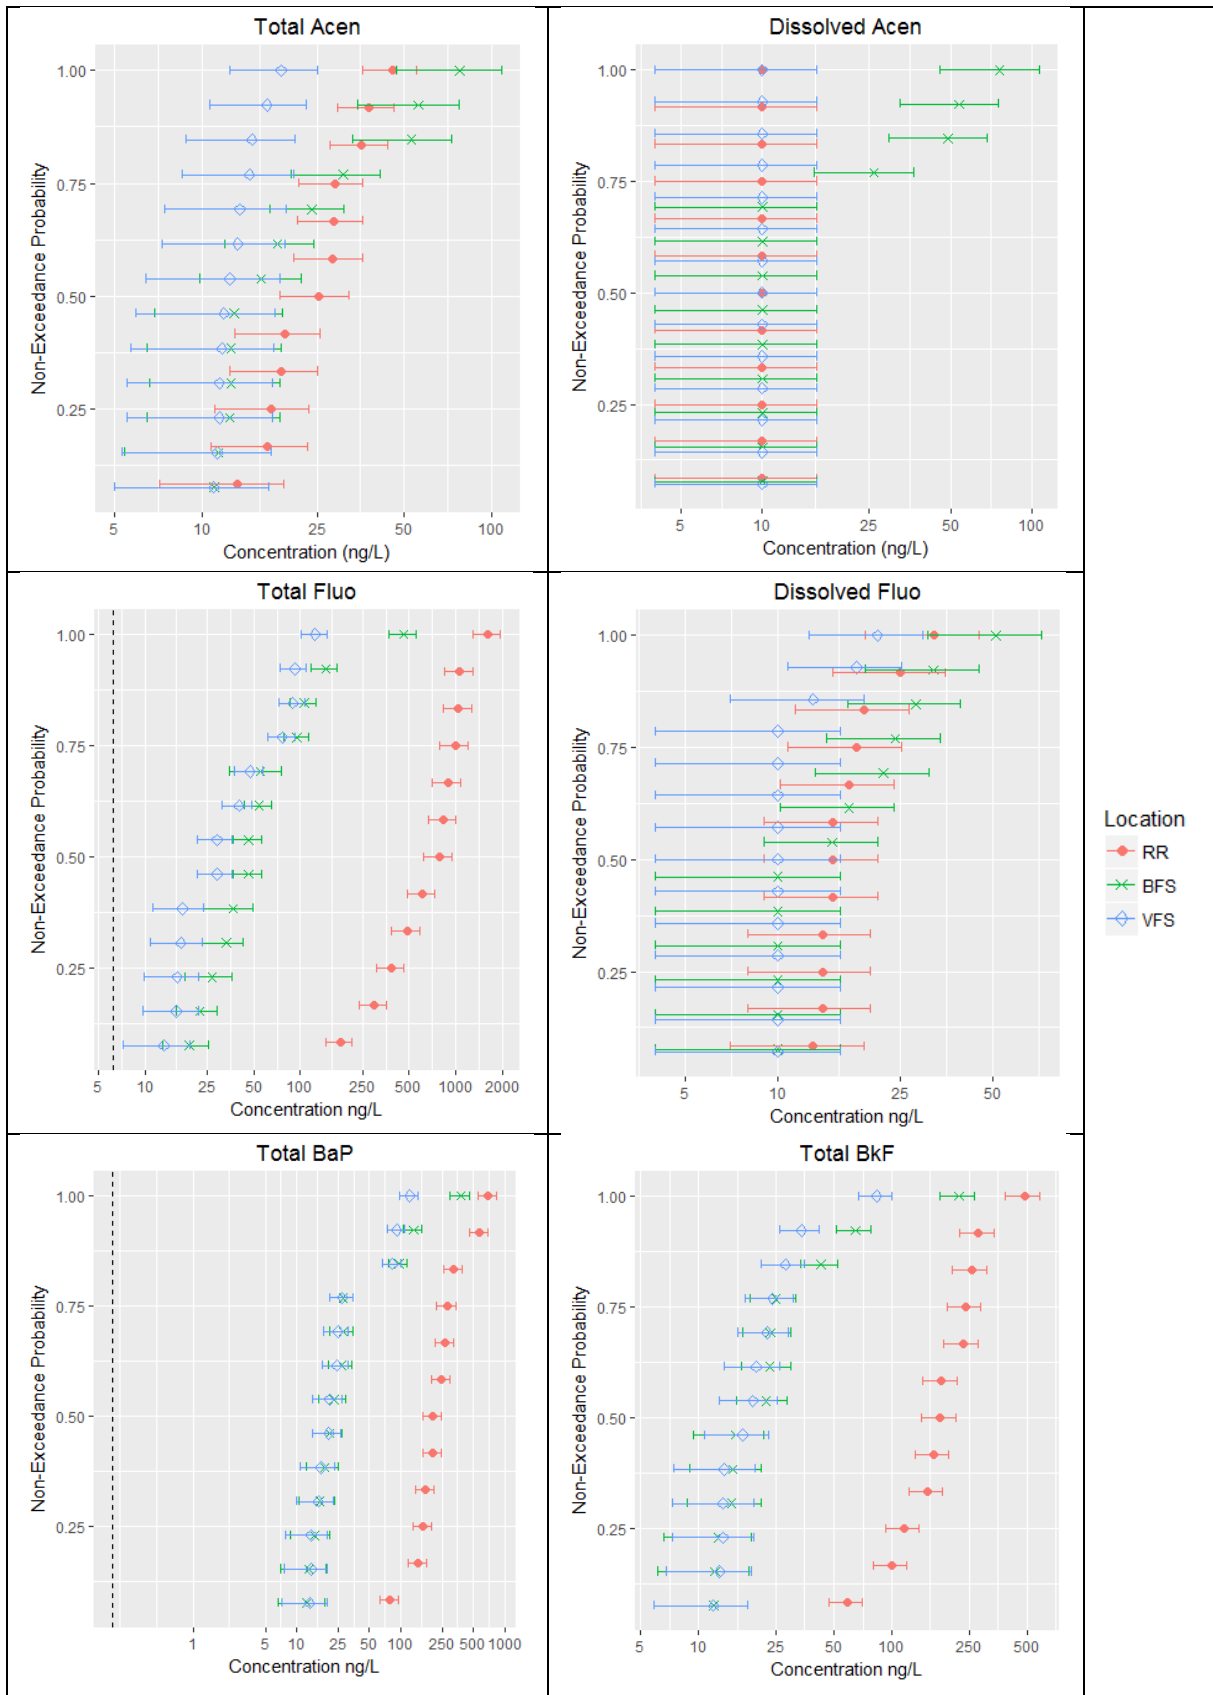 Total Acen
Non-Exceedance Probability
1.00
0.75
0.50
0.25
5 10 25 50 100
Concentration (ng/L)
Dissolved Acen
Non-Exceedance Probability
1.00
0.75
0.50
0.25
5 10 25 50 100
Concentration (ng/L)
Total Fluo
Non-Exceedance Probability
1.00
0.75
0.50
0.25
5 10 25 50 100 250 500 1000 2000
Concentration ng/L
Dissolved Fluo
Non-Exceedance Probability
1.00
0.75
0.50
0.25
5 10 25 50
Concentration ng/L
Location
RR
BFS
VFS
Total BaP
Non-Exceedance Probability
1.00
0.75
0.50
0.25
1 5 10 25 50 100 250 500 1000
Concentration ng/L
Total BkF
Non-Exceedance Probability
1.00
0.75
0.50
0.25
5 10 25 50 100 250 500
Concentration ng/L